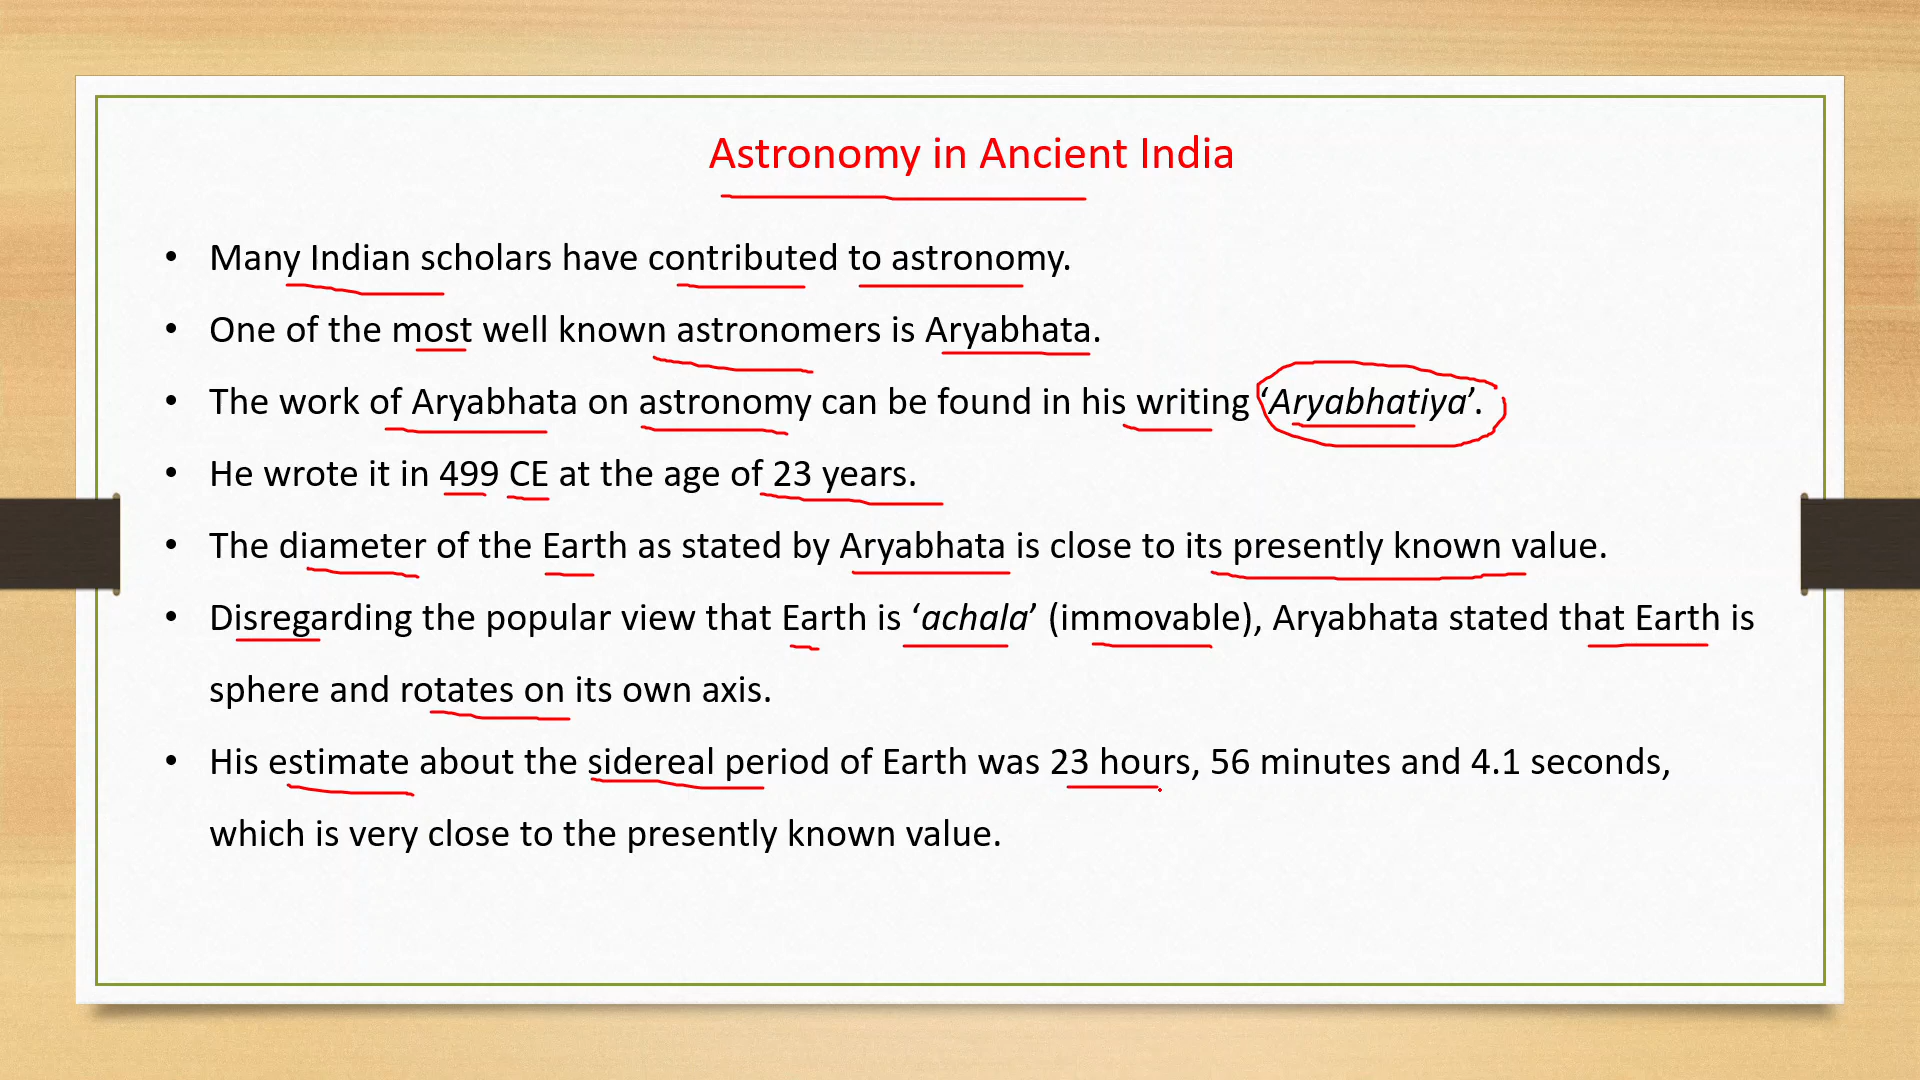 Astronomy in Ancient India
• Many Indian scholars have contributed to astronomy.
• One of the most well known astronomers is Aryabhata.
• The work of Aryabhata on astronomy can be found in his writing ‘Aryabhatiya’.
• He wrote it in 499 CE at the age of 23 years.
• The diameter of the Earth as stated by Aryabhata is close to its presently known value.
• Disregarding the popular view that Earth is ‘achala’ (immovable), Aryabhata stated that Earth is
sphere and rotates on its own axis.
• His estimate about the sidereal period of Earth was 23 hours, 56 minutes and 4.1 seconds,
which is very close to the presently known value.